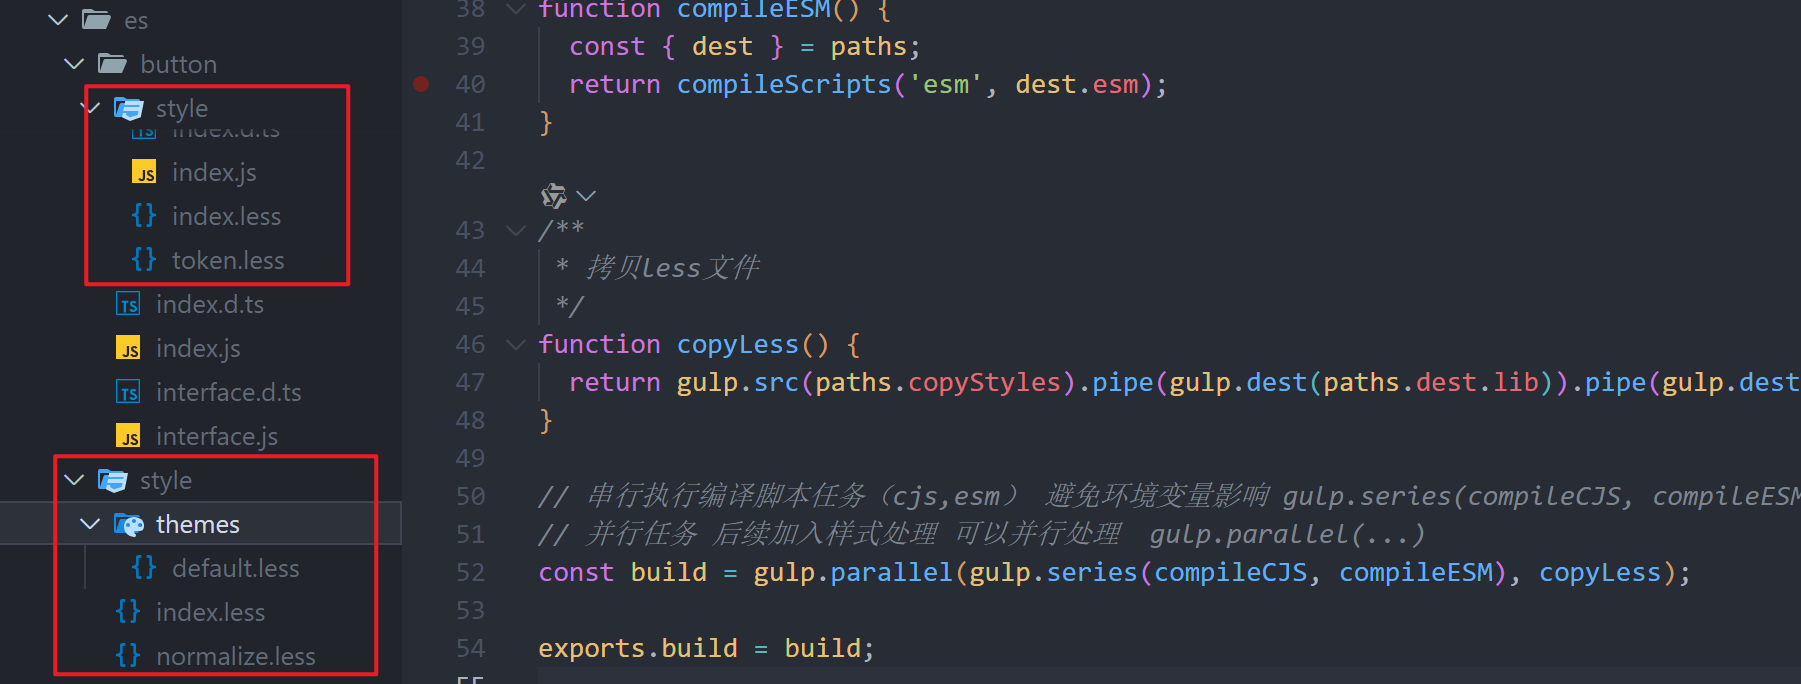 es
button
style
index.d.ts
index.js
index.less
token.less
index.d.ts
index.js
interface.d.ts
interface.js
style
themes
default.less
index.less
normalize.less
38 function compileESM() {
39 const { dest } = paths;
40 return compileScripts('esm', dest.esm);
41 }
42
43 /**
44 * 拷贝less文件
45 */
46 function copyLess() {
47 return gulp.src(paths.copyStyles).pipe(gulp.dest(paths.dest.lib)).pipe(gulp.dest
48 }
49
50 // 串行执行编译脚本任务（cjs,esm） 避免环境变量影响 gulp.series(compileCJS, compileESM
51 // 并行任务 后续加入样式处理 可以并行处理 gulp.parallel(...)
52 const build = gulp.parallel(gulp.series(compileCJS, compileESM), copyLess);
53
54 exports.build = build;
55